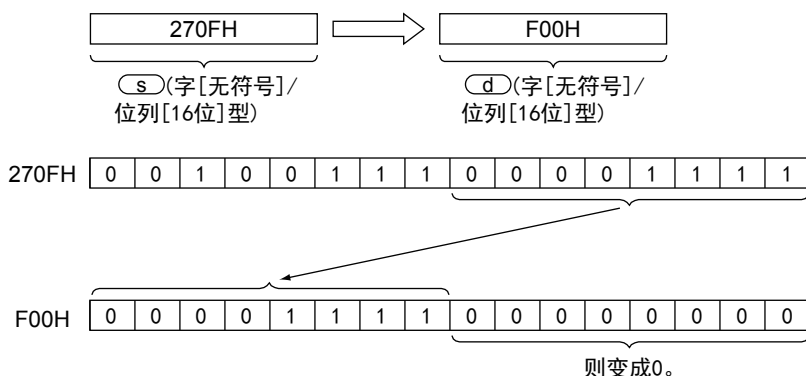 270FH F00H
s (字[无符号]/ d (字[无符号]/
位列[16位]型) 位列[16位]型)
270FH 0 0 1 0 0 1 1 1 0 0 0 0 1 1 1 1
F00H 0 0 0 0 1 1 1 1 0 0 0 0 0 0 0 0
则变成0。